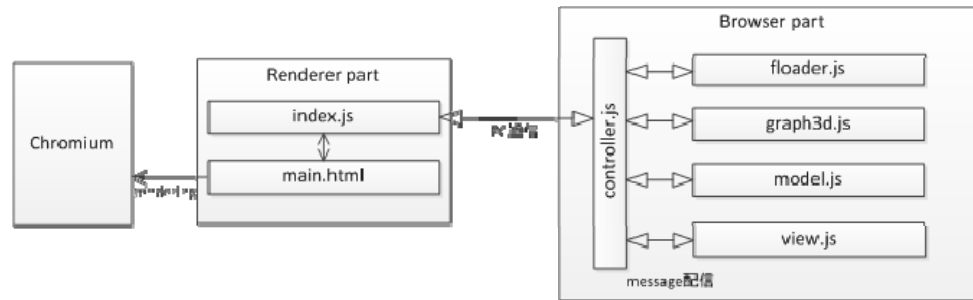 Browser part
Renderer part
Chromium
index.js
main.html
controller.js
floader.js
graph3d.js
model.js
view.js
message配信